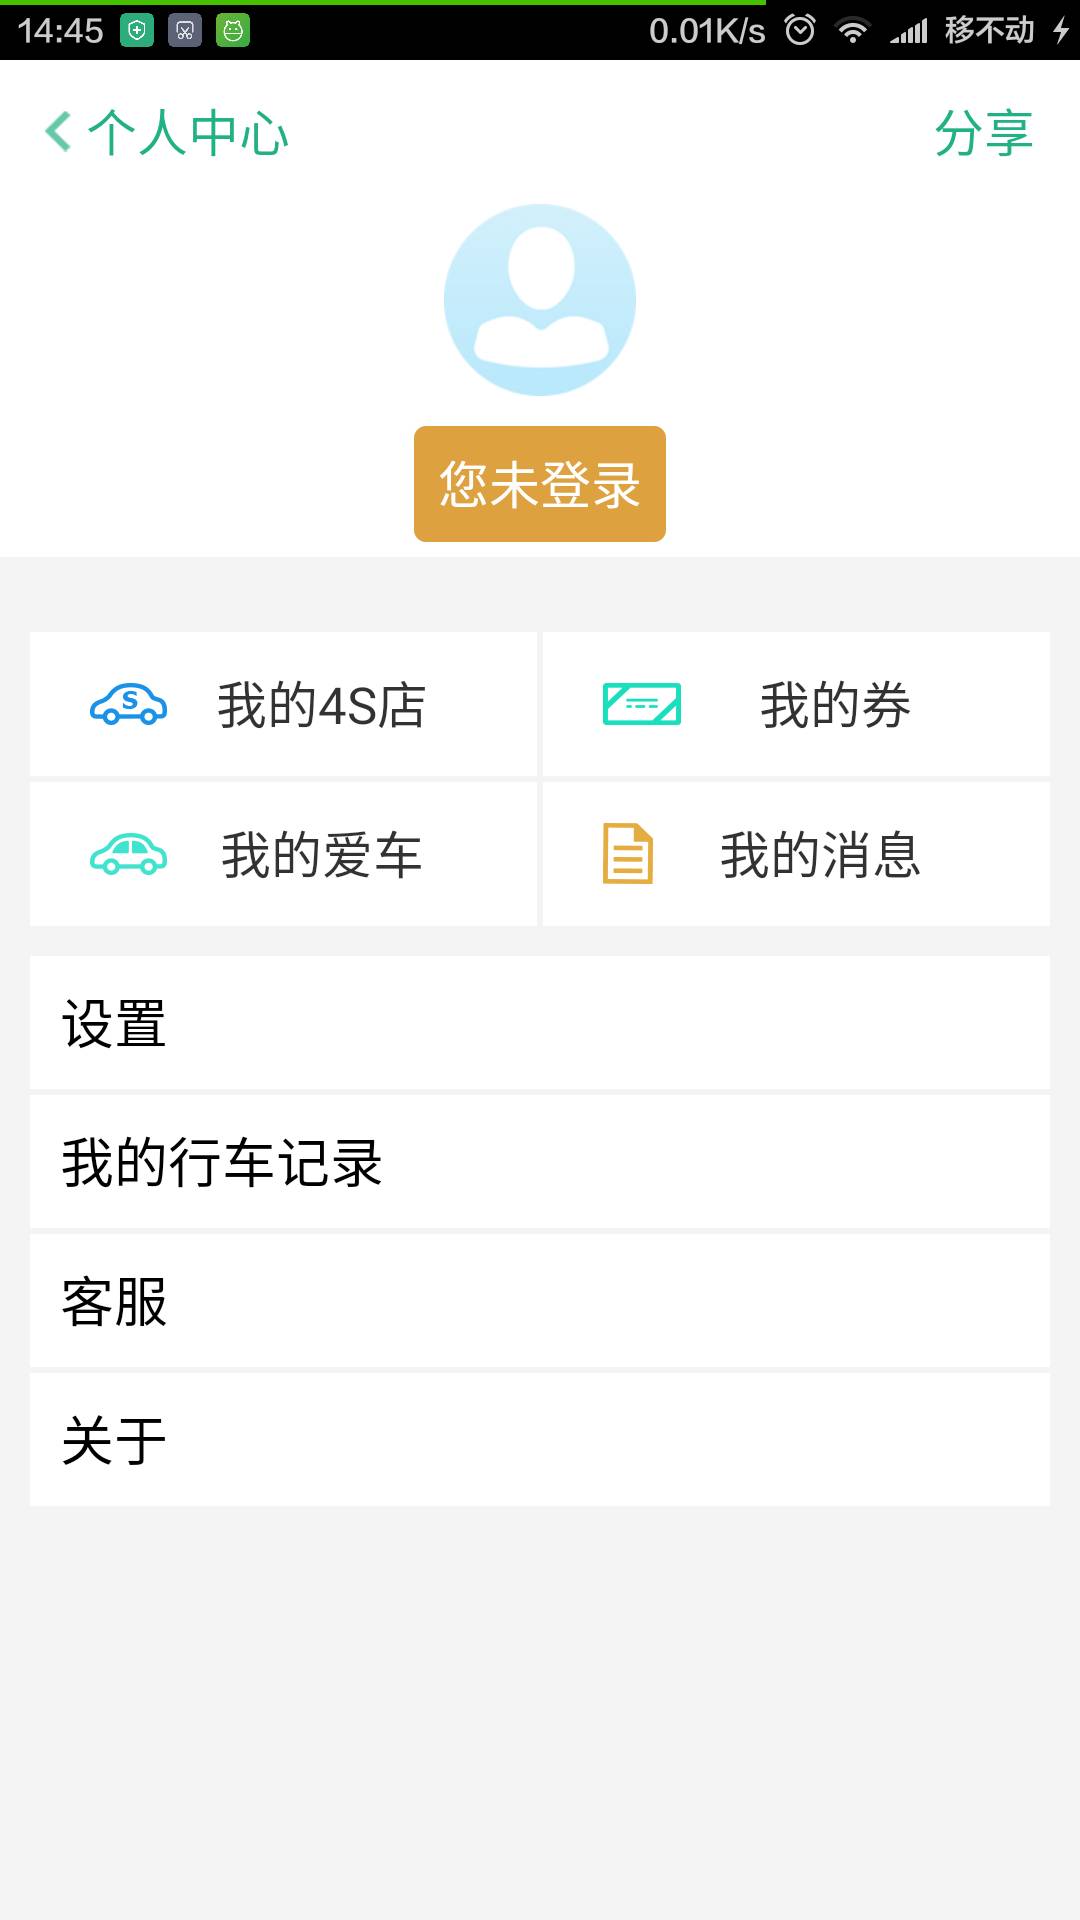 14:45 0.01K/s 移不动
个人中心 分享
您未登录
S 我的4S店 我的券
我的爱车 我的消息
设置
我的行车记录
客服
关于